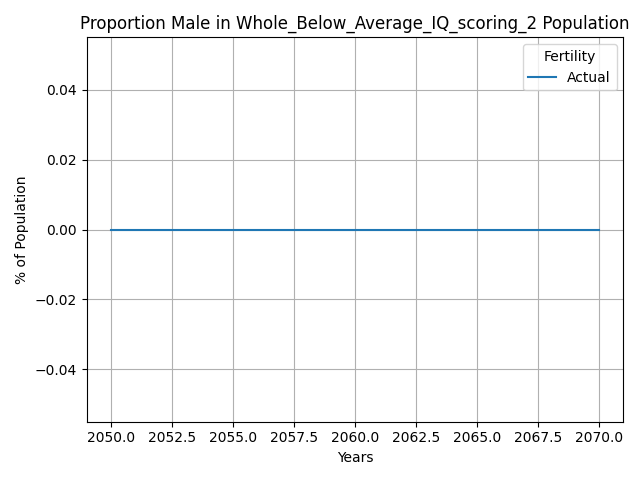 Proportion Male in Whole_Below_Average_IQ_scoring_2 Population
Fertility
Actual
0.04
0.02
0.00
−0.02
−0.04
% of Population
2050.0 2052.5 2055.0 2057.5 2060.0 2062.5 2065.0 2067.5 2070.0
Years